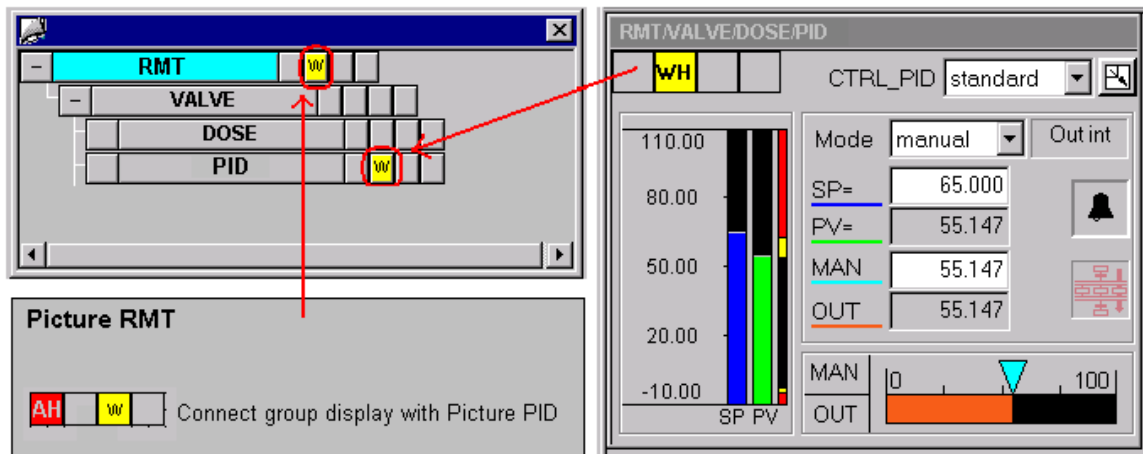 RMT
W
VALVE
DOSE
PID
W
Picture RMT
AH W Connect group display with Picture PID
RMT/VALVE/DOSE/PID
WH CTRL_PID standard
Mode manual Out int
SP= 65.000
PV= 55.147
MAN 55.147
OUT 55.147
110.00
80.00
50.00
20.00
-10.00
SP PV
MAN 0 100
OUT